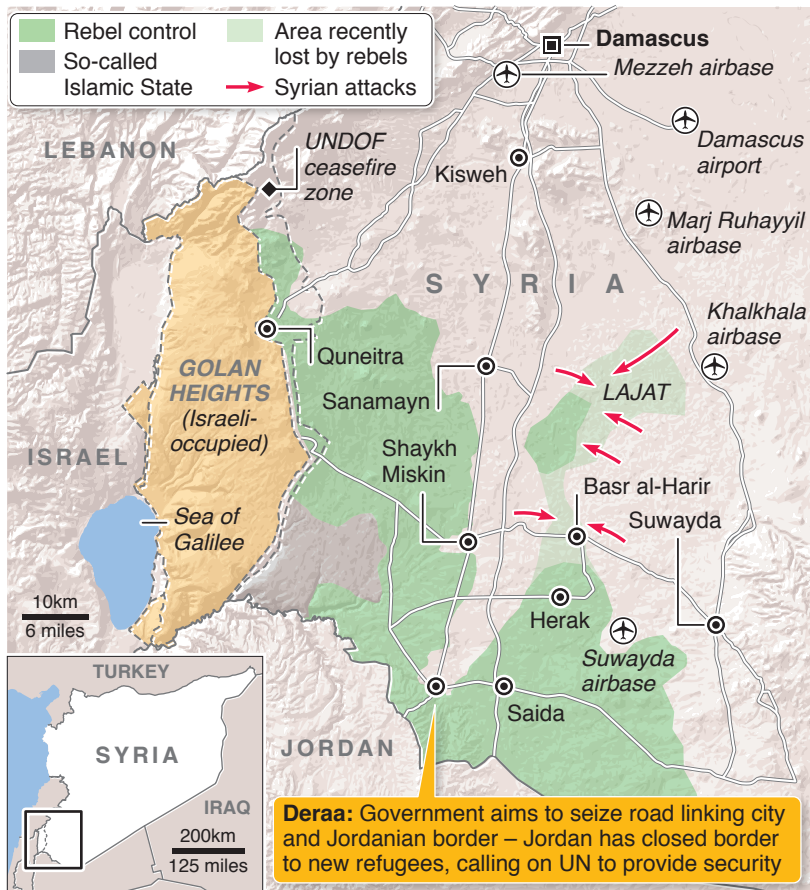 Rebel control
So-called
Islamic State
Area recently
lost by rebels
Syrian attacks
Damascus
Mezzeh airbase
LEBANON
UNDOF
ceasefire
zone
Kisweh
Damascus
airport
Marj Ruhayyil
airbase
SYRIA
Khalkhala
airbase
Quneitra
GOLAN
HEIGHTS
(Israeli-
occupied)
Sanamayn
LAJAT
ISRAEL
Shaykh
Miskin
Basr al-Harir
Suwayda
Sea of
Galilee
10km
6 miles
Herak
Suwayda
airbase
Saida
JORDAN
TURKEY
SYRIA
IRAQ
200km
125 miles
Deraa: Government aims to seize road linking city
and Jordanian border – Jordan has closed border
to new refugees, calling on UN to provide security